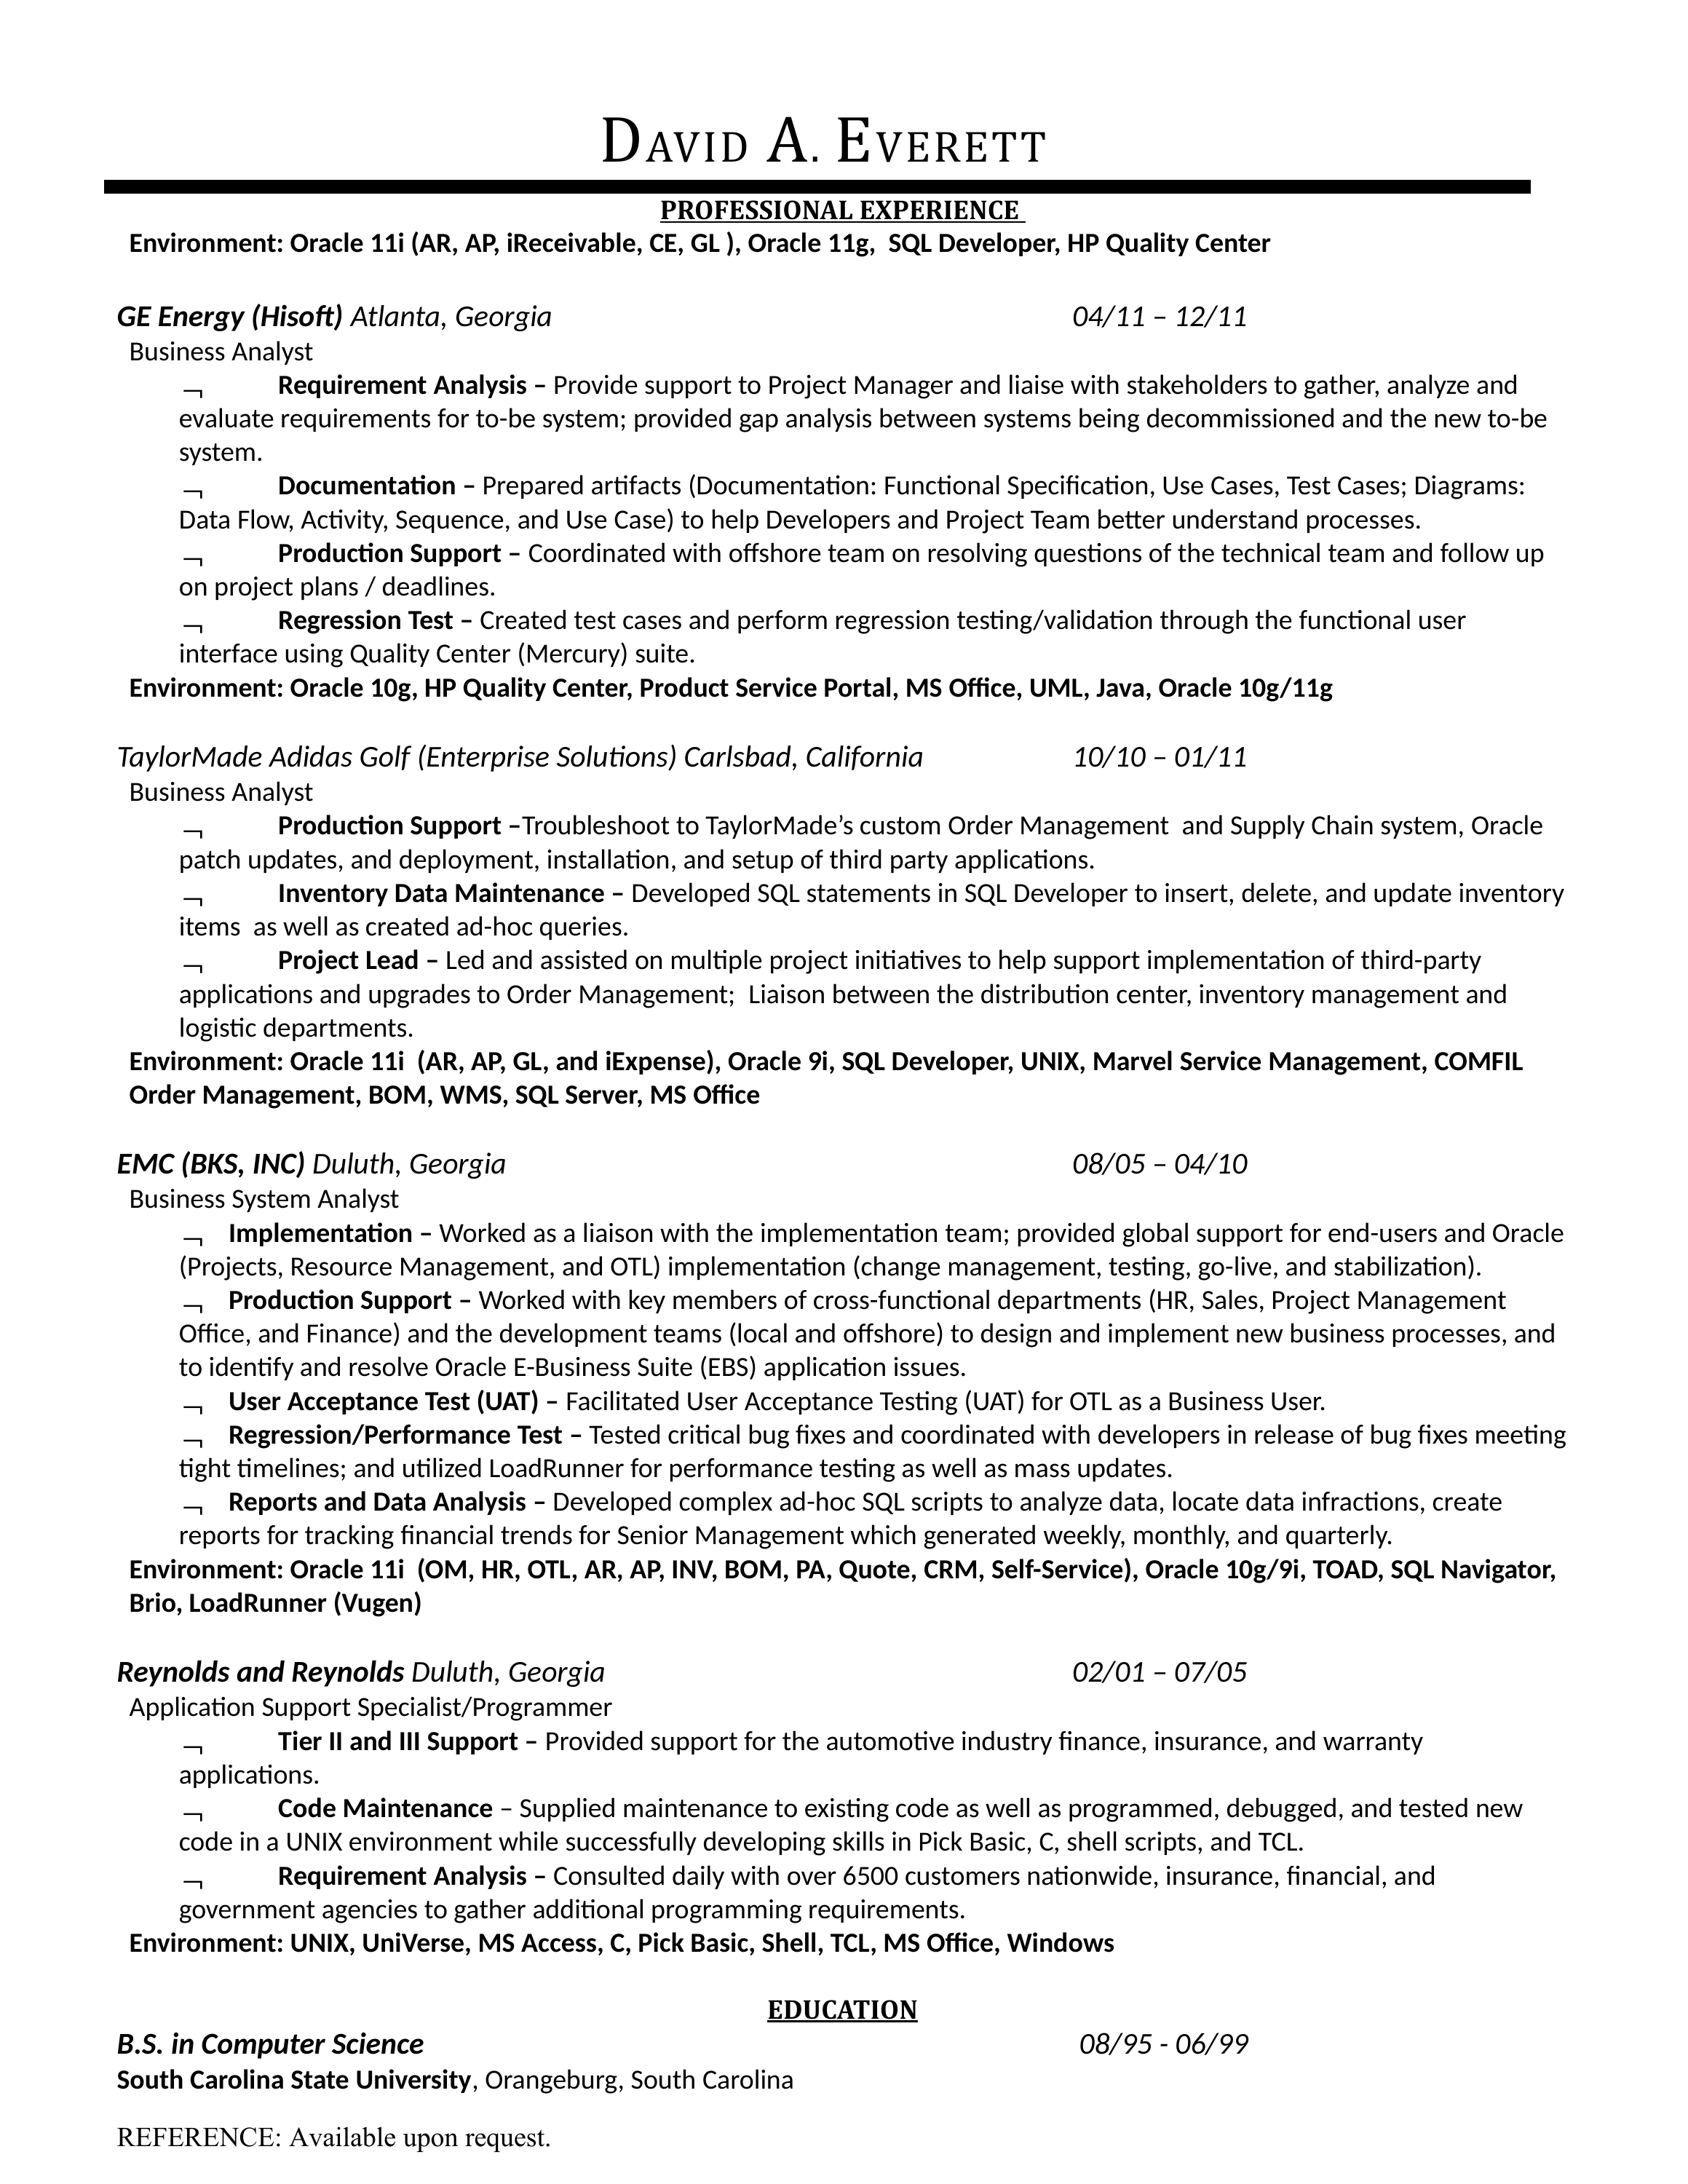 DAVID A. EVERETT
PROFESSIONAL EXPERIENCE
Environment: Oracle 11i (AR, AP, iReceivable, CE, GL ), Oracle 11g,  SQL Developer, HP Quality Center
GE Energy (Hisoft) Atlanta, Georgia 04/11 – 12/11
Business Analyst
¬ Requirement Analysis – Provide support to Project Manager and liaise with stakeholders to gather, analyze and
evaluate requirements for to-be system; provided gap analysis between systems being decommissioned and the new to-be
system.
¬ Documentation – Prepared artifacts (Documentation: Functional Specification, Use Cases, Test Cases; Diagrams:
Data Flow, Activity, Sequence, and Use Case) to help Developers and Project Team better understand processes.
¬ Production Support – Coordinated with offshore team on resolving questions of the technical team and follow up
on project plans / deadlines.
¬ Regression Test – Created test cases and perform regression testing/validation through the functional user
interface using Quality Center (Mercury) suite.
Environment: Oracle 10g, HP Quality Center, Product Service Portal, MS Office, UML, Java, Oracle 10g/11g
TaylorMade Adidas Golf (Enterprise Solutions) Carlsbad, California 10/10 – 01/11
Business Analyst
¬ Production Support –Troubleshoot to TaylorMade’s custom Order Management  and Supply Chain system, Oracle
patch updates, and deployment, installation, and setup of third party applications.
¬ Inventory Data Maintenance – Developed SQL statements in SQL Developer to insert, delete, and update inventory
items  as well as created ad-hoc queries.
¬ Project Lead – Led and assisted on multiple project initiatives to help support implementation of third-party
applications and upgrades to Order Management;  Liaison between the distribution center, inventory management and
logistic departments.
Environment: Oracle 11i  (AR, AP, GL, and iExpense), Oracle 9i, SQL Developer, UNIX, Marvel Service Management, COMFIL
Order Management, BOM, WMS, SQL Server, MS Office
EMC (BKS, INC) Duluth, Georgia 08/05 – 04/10
Business System Analyst
¬ Implementation – Worked as a liaison with the implementation team; provided global support for end-users and Oracle
(Projects, Resource Management, and OTL) implementation (change management, testing, go-live, and stabilization).
¬ Production Support – Worked with key members of cross-functional departments (HR, Sales, Project Management
Office, and Finance) and the development teams (local and offshore) to design and implement new business processes, and
to identify and resolve Oracle E-Business Suite (EBS) application issues.
¬ User Acceptance Test (UAT) – Facilitated User Acceptance Testing (UAT) for OTL as a Business User.
¬ Regression/Performance Test – Tested critical bug fixes and coordinated with developers in release of bug fixes meeting
tight timelines; and utilized LoadRunner for performance testing as well as mass updates.
¬ Reports and Data Analysis – Developed complex ad-hoc SQL scripts to analyze data, locate data infractions, create
reports for tracking financial trends for Senior Management which generated weekly, monthly, and quarterly.
Environment: Oracle 11i  (OM, HR, OTL, AR, AP, INV, BOM, PA, Quote, CRM, Self-Service), Oracle 10g/9i, TOAD, SQL Navigator,
Brio, LoadRunner (Vugen)
Reynolds and Reynolds Duluth, Georgia 02/01 – 07/05
Application Support Specialist/Programmer
¬ Tier II and III Support – Provided support for the automotive industry finance, insurance, and warranty
applications.
¬ Code Maintenance – Supplied maintenance to existing code as well as programmed, debugged, and tested new
code in a UNIX environment while successfully developing skills in Pick Basic, C, shell scripts, and TCL.
¬ Requirement Analysis – Consulted daily with over 6500 customers nationwide, insurance, financial, and
government agencies to gather additional programming requirements.
Environment: UNIX, UniVerse, MS Access, C, Pick Basic, Shell, TCL, MS Office, Windows
EDUCATION
B.S. in Computer Science 08/95 - 06/99
South Carolina State University, Orangeburg, South Carolina
REFERENCE: Available upon request.